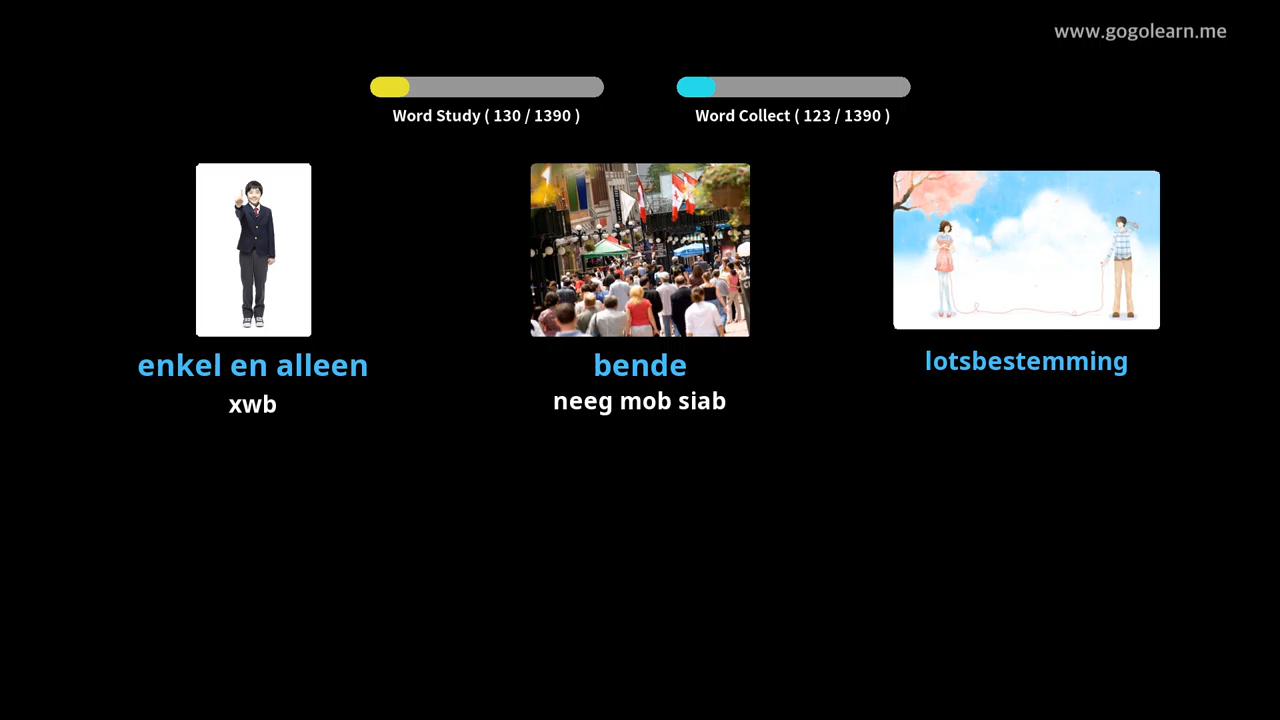 www.gogolearn.me
Word Study ( 130 / 1390 )
Word Collect ( 123 / 1390 )
enkel en alleen
xwb
bende
neeg mob siab
lotsbestemming